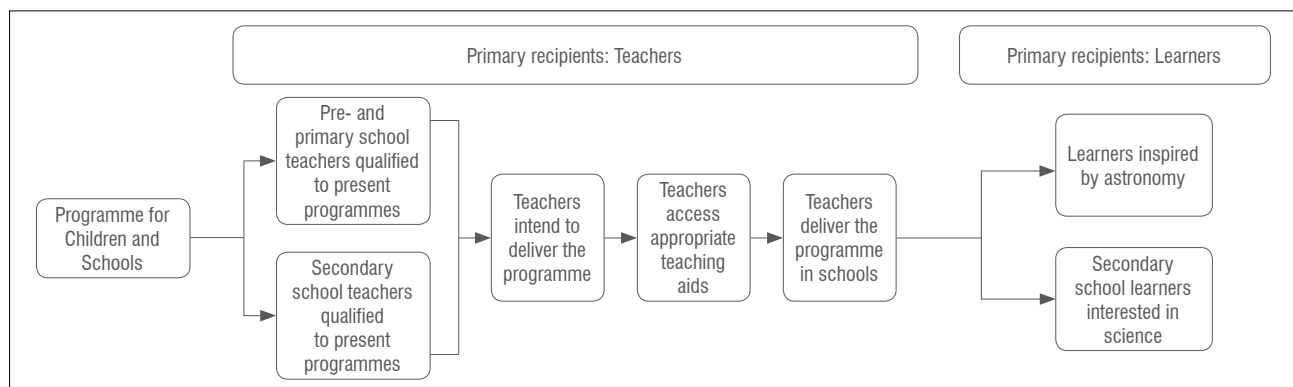 Primary recipients: Teachers
Primary recipients: Learners
Programme for
Children and
Schools
Pre- and
primary school
teachers qualified
to present
programmes
Secondary
school teachers
qualified
to present
programmes
Teachers
intend to
deliver the
programme
Teachers
access
appropriate
teaching
aids
Teachers
deliver the
programme
in schools
Learners inspired
by astronomy
Secondary
school learners
interested in
science